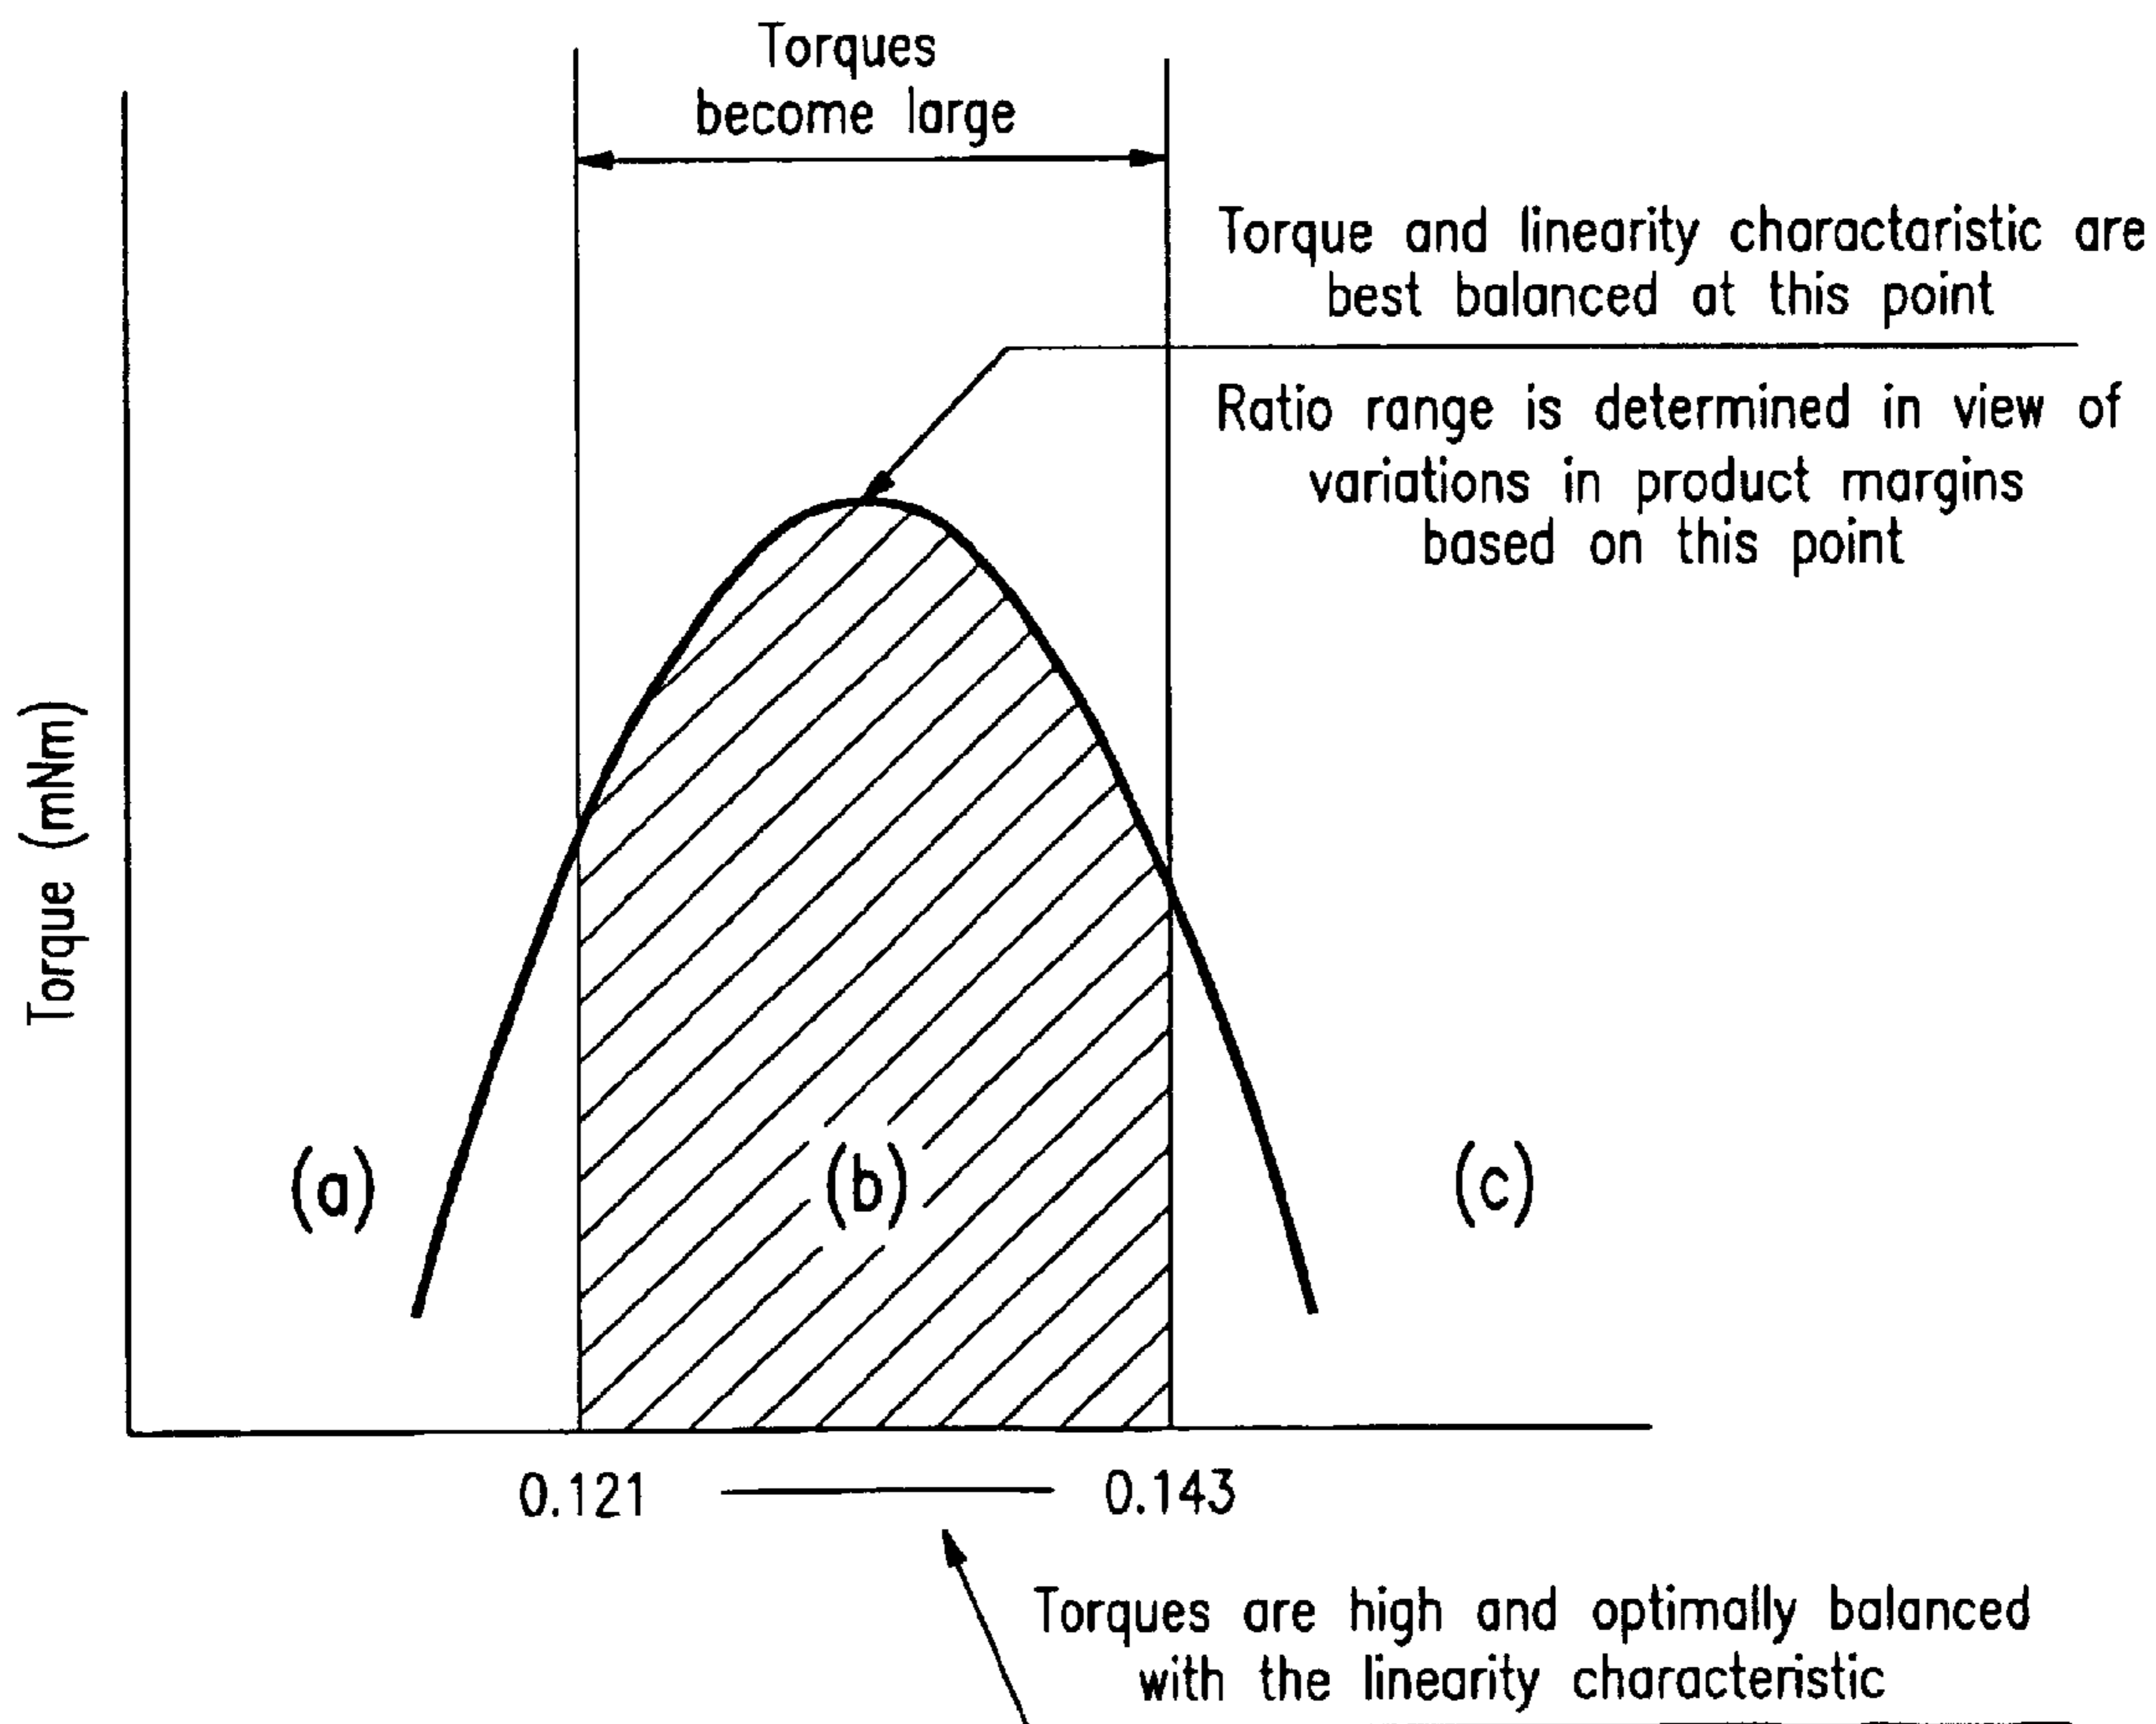 Torques
become large
Torque and linearity charactaristic are
best balanced at this point
Ratio range is determined in view of
variations in product margins
based on this point
Torque (mNm)
(a)
(b)
(c)
0.121
0.143
Torques are high and optimally balanced
with the linearity characteristic